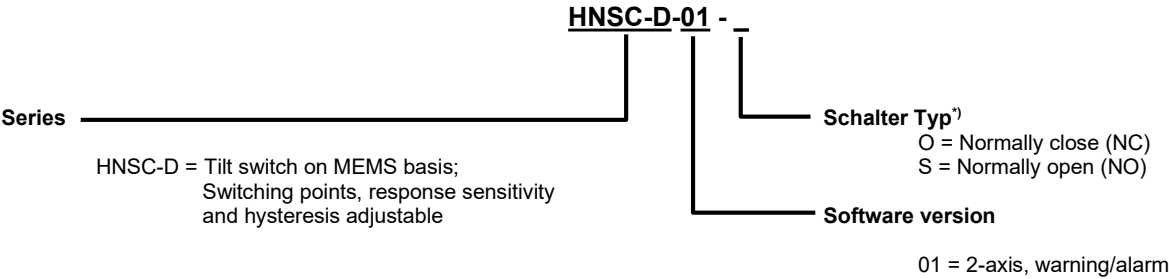 HNSC-D-01 - _
Series
Schalter Typ*)
O = Normally close (NC)
S = Normally open (NO)
HNSC-D = Tilt switch on MEMS basis;
Switching points, response sensitivity
and hysteresis adjustable
Software version
01 = 2-axis, warning/alarm